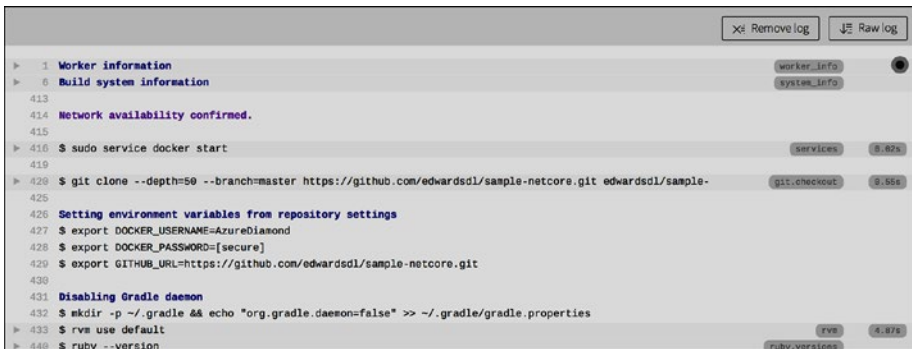 Remove log Raw log
1 Worker information worker_info
6 Build system information system_info
413
414 Network availability confirmed.
415
416 $ sudo service docker start services 0.02s
419
420 $ git clone --depth=50 --branch=master https://github.com/edwardsdl/sample-netcore.git edwardsdl/sample- git.checkout 0.55s
425
426 Setting environment variables from repository settings
427 $ export DOCKER_USERNAME=AzureDiamond
428 $ export DOCKER_PASSWORD=[secure]
429 $ export GITHUB_URL=https://github.com/edwardsdl/sample-netcore.git
430
431 Disabling Gradle daemon
432 $ mkdir -p ~/.gradle && echo "org.gradle.daemon=false" >> ~/.gradle/gradle.properties
433 $ rvm use default rvm 4.87s
440 $ ruby --version ruby.versions